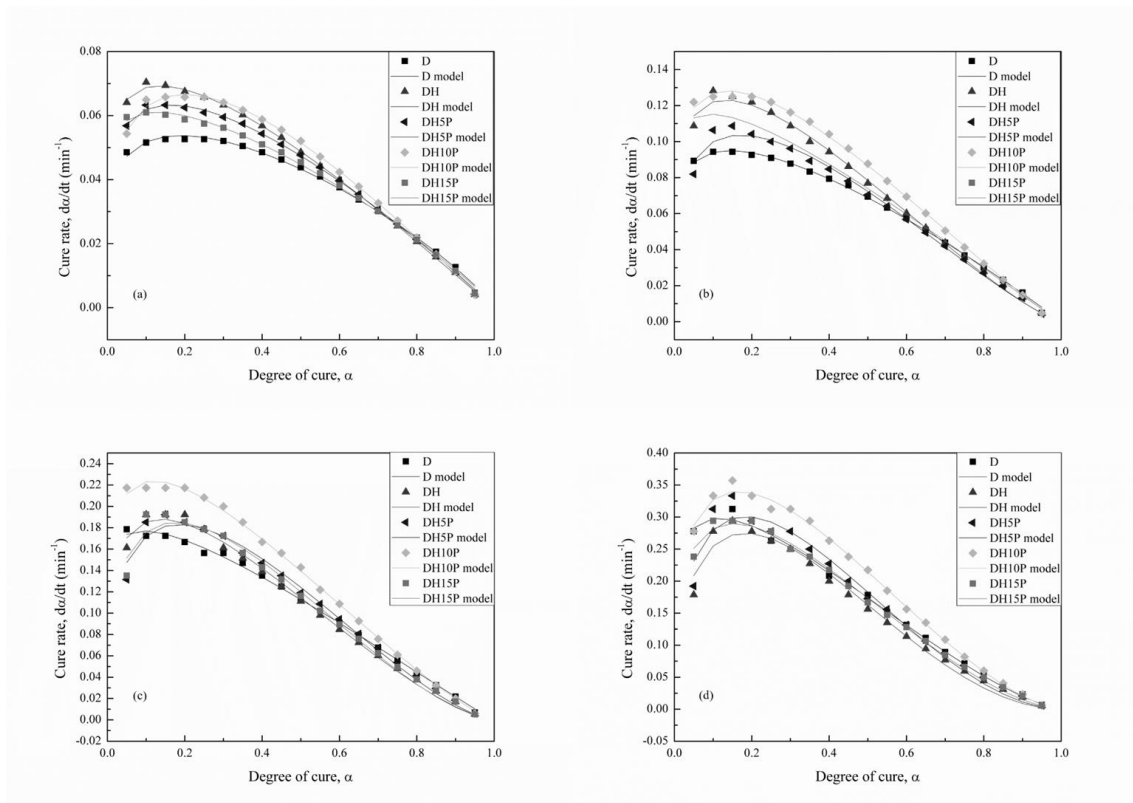 0.08
0.06
0.04
0.02
0.00
0.0 0.2 0.4 0.6 0.8 1.0
Cure rate, dα/dt (min⁻¹)
Degree of cure, α
(a)
D
D model
DH
DH model
DH5P
DH5P model
DH10P
DH10P model
DH15P
DH15P model
0.14
0.12
0.10
0.08
0.06
0.04
0.02
0.00
0.0 0.2 0.4 0.6 0.8 1.0
Cure rate, dα/dt (min⁻¹)
Degree of cure, α
(b)
D
D model
DH
DH model
DH5P
DH5P model
DH10P
DH10P model
DH15P
DH15P model
0.24
0.22
0.20
0.18
0.16
0.14
0.12
0.10
0.08
0.06
0.04
0.02
0.00
-0.02
0.0 0.2 0.4 0.6 0.8 1.0
Cure rate, dα/dt (min⁻¹)
Degree of cure, α
(c)
D
D model
DH
DH model
DH5P
DH5P model
DH10P
DH10P model
DH15P
DH15P model
0.40
0.35
0.30
0.25
0.20
0.15
0.10
0.05
0.00
-0.05
0.0 0.2 0.4 0.6 0.8 1.0
Cure rate, dα/dt (min⁻¹)
Degree of cure, α
(d)
D
D model
DH
DH model
DH5P
DH5P model
DH10P
DH10P model
DH15P
DH15P model